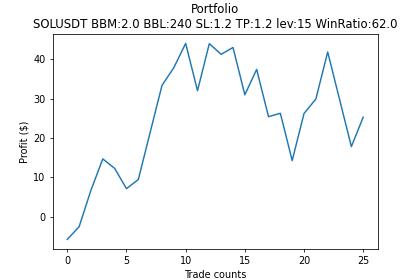 Portfolio
SOLUSDT BBM:2.0 BBL:240 SL:1.2 TP:1.2 lev:15 WinRatio:62.0
40
30
20
10
0
Profit ($)
0 5 10 15 20 25
Trade counts